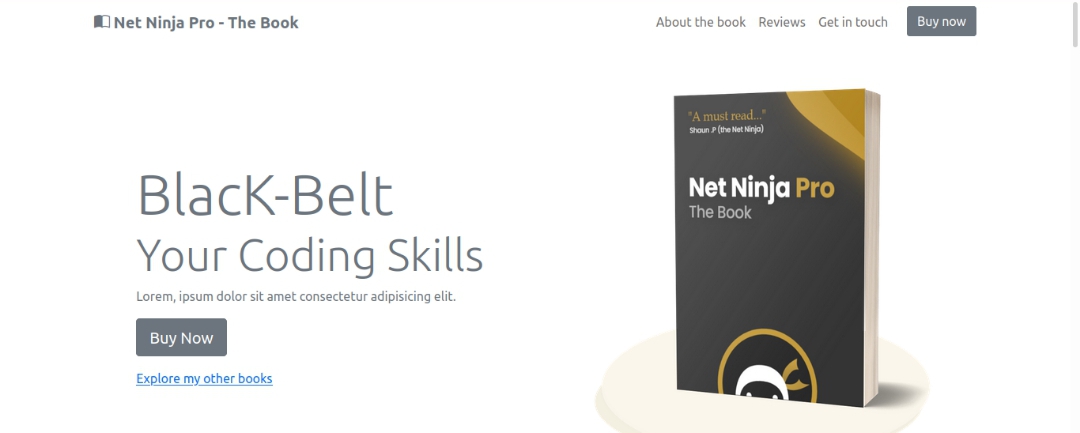 Net Ninja Pro - The Book
About the book
Reviews
Get in touch
Buy now
BlacK-Belt
Your Coding Skills
Lorem, ipsum dolor sit amet consectetur adipisicing elit.
Buy Now
Explore my other books
"A must read..."
Shaun .P (the Net Ninja)
Net Ninja Pro
The Book